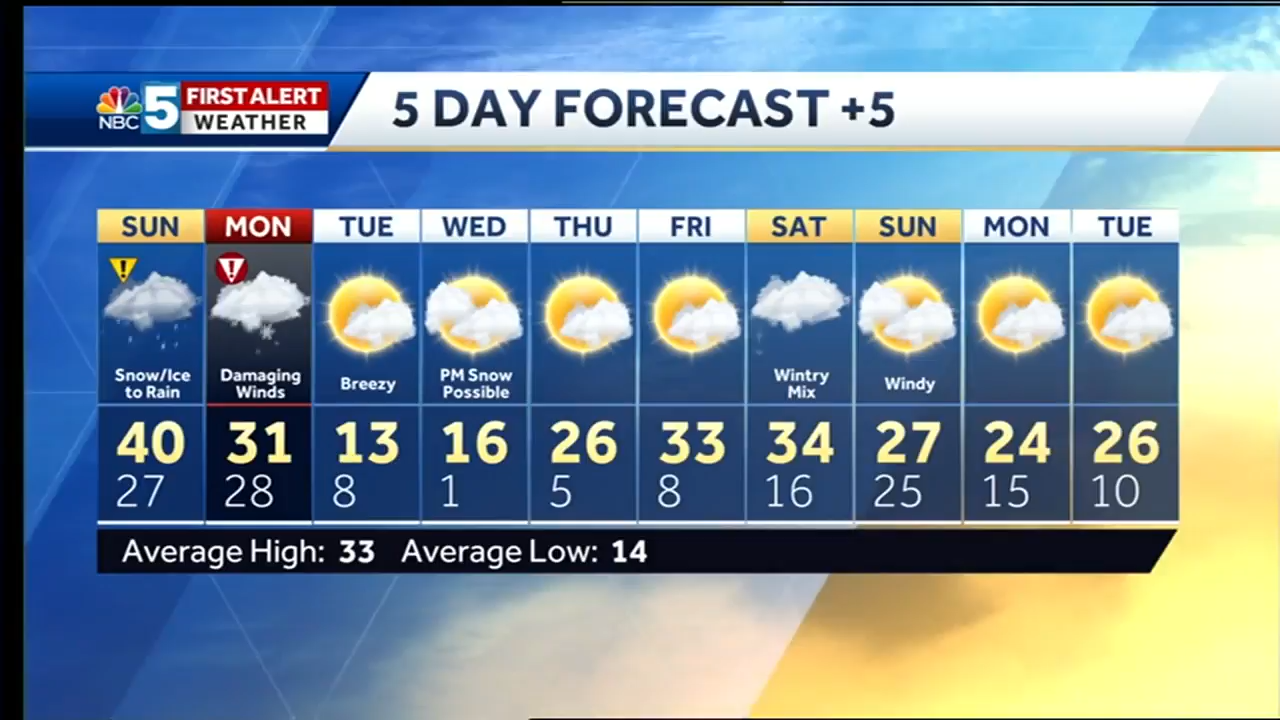 NBC 5 FIRST ALERT WEATHER
5 DAY FORECAST +5
SUN MON TUE WED THU FRI SAT SUN MON TUE
! !
Snow/Ice to Rain
Damaging Winds
Breezy
PM Snow Possible
Wintry Mix
Windy
40 31 13 16 26 33 34 27 24 26
27 28 8 1 5 8 16 25 15 10
Average High: 33 Average Low: 14